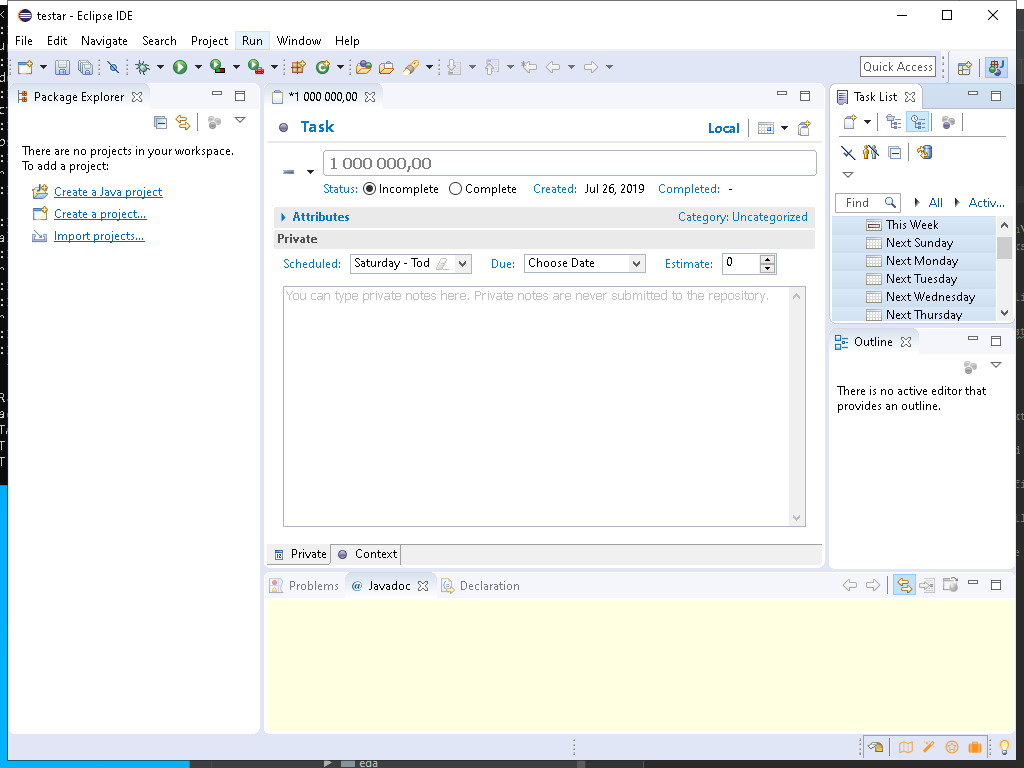 testar - Eclipse IDE
File Edit Navigate Search Project Run Window Help
Quick Access
Package Explorer
There are no projects in your workspace.
To add a project:
Create a Java project
Create a project...
Import projects...
*1 000 000,00
Task
Local
1 000 000,00
Status: Incomplete Complete Created: Jul 26, 2019 Completed: -
Attributes Category: Uncategorized
Private
Scheduled: Saturday - Tod Due: Choose Date Estimate: 0
You can type private notes here. Private notes are never submitted to the repository.
Private Context
Task List
Find All Activ...
This Week
Next Sunday
Next Monday
Next Tuesday
Next Wednesday
Next Thursday
Outline
There is no active editor that
provides an outline.
Problems @ Javadoc Declaration
eda